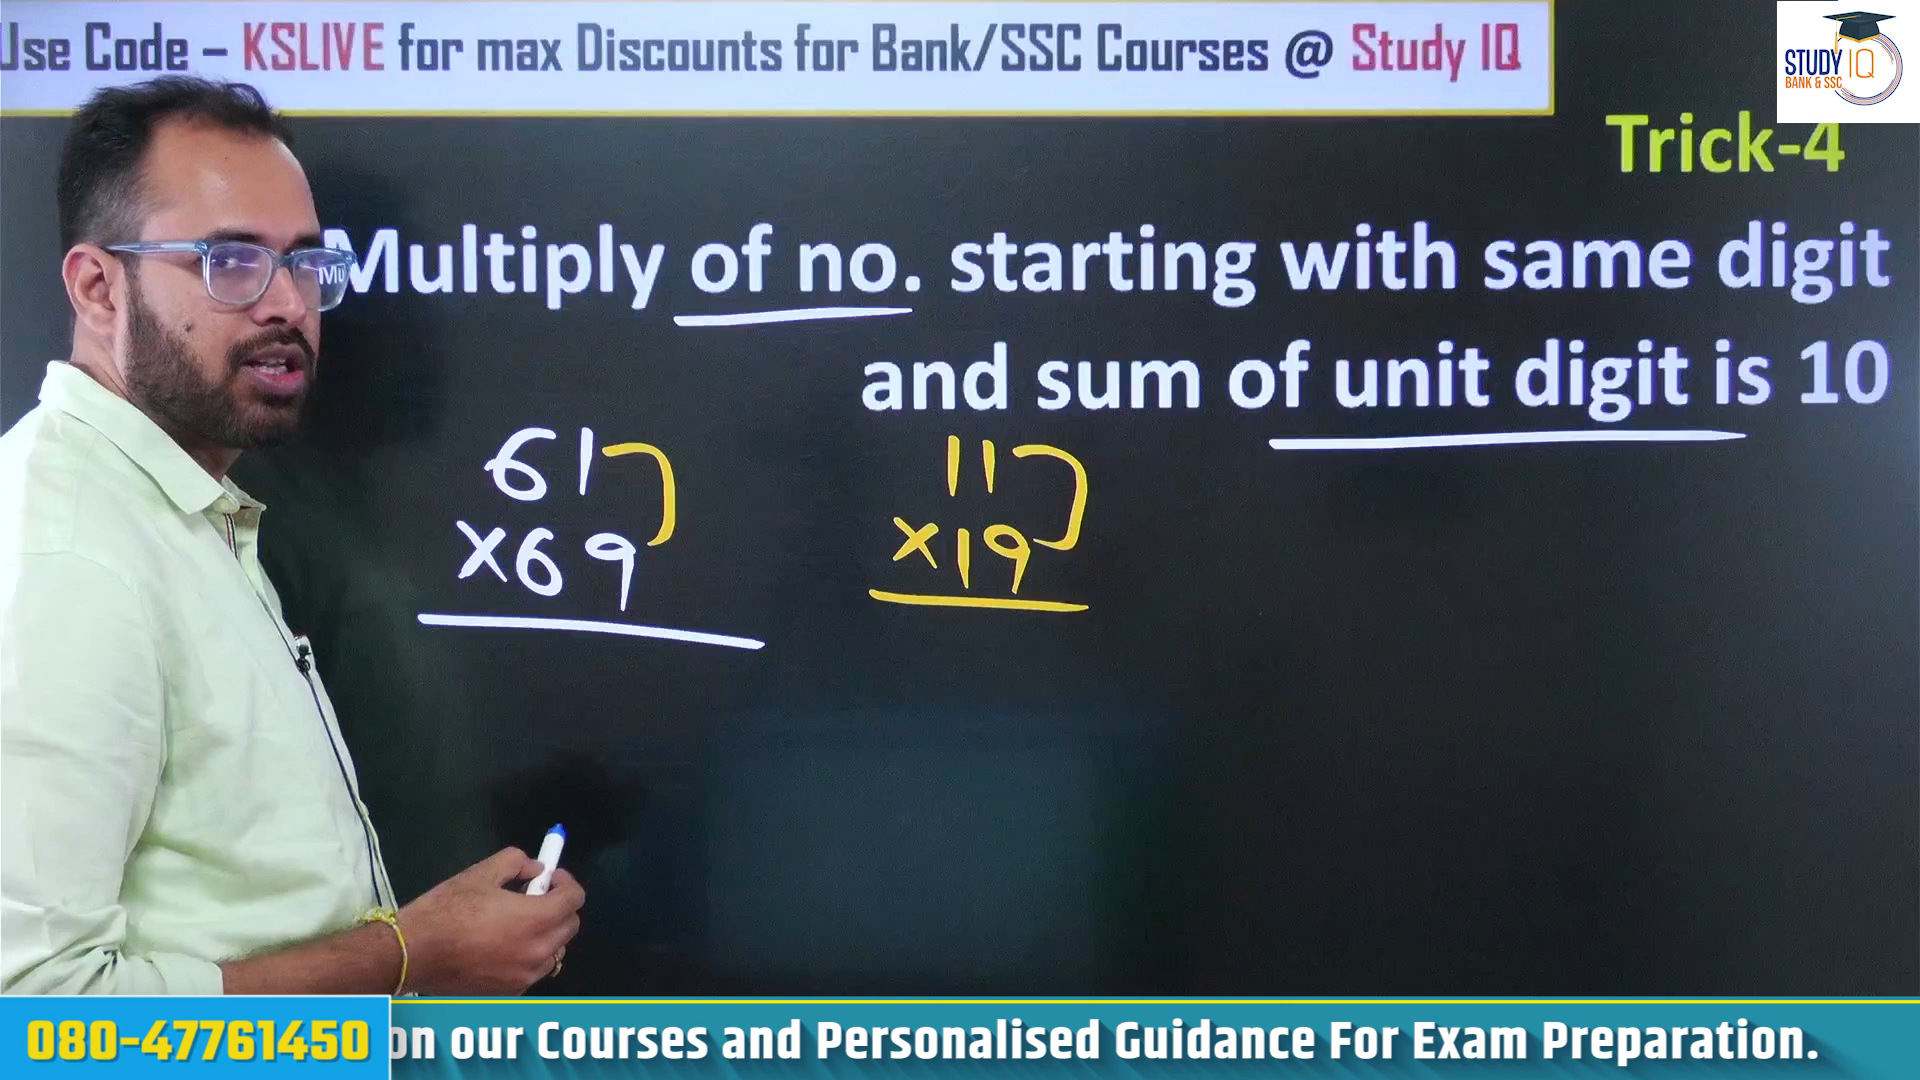 Use Code – KSLIVE for max Discounts for Bank/SSC Courses @ Study IQ
STUDY IQ
BANK & SSC
Trick-4
Multiply of no. starting with same digit
and sum of unit digit is 10
61
×69
11
×19
080-47761450
on our Courses and Personalised Guidance For Exam Preparation.